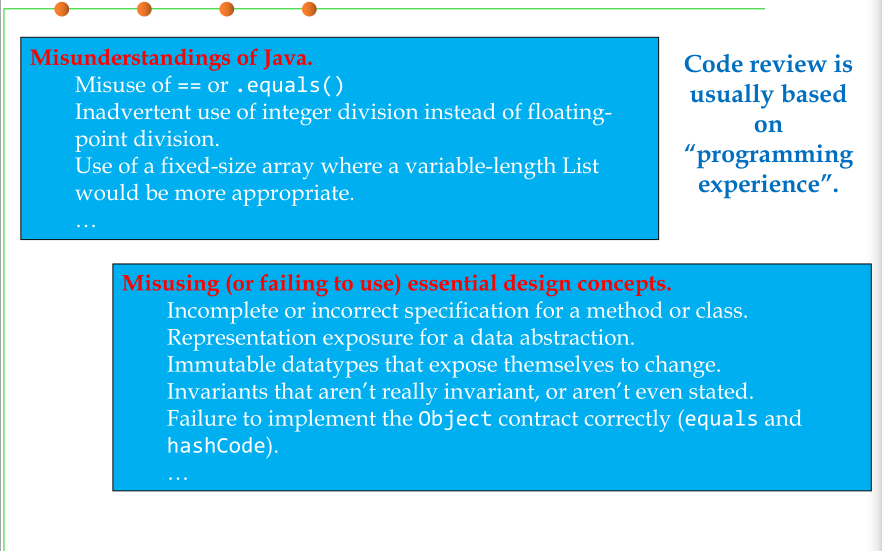 Misunderstandings of Java.
Misuse of == or .equals()
Inadvertent use of integer division instead of floating-
point division.
Use of a fixed-size array where a variable-length List
would be more appropriate.
…
Code review is
usually based
on
“programming
experience”.
Misusing (or failing to use) essential design concepts.
Incomplete or incorrect specification for a method or class.
Representation exposure for a data abstraction.
Immutable datatypes that expose themselves to change.
Invariants that aren’t really invariant, or aren’t even stated.
Failure to implement the Object contract correctly (equals and
hashCode).
…